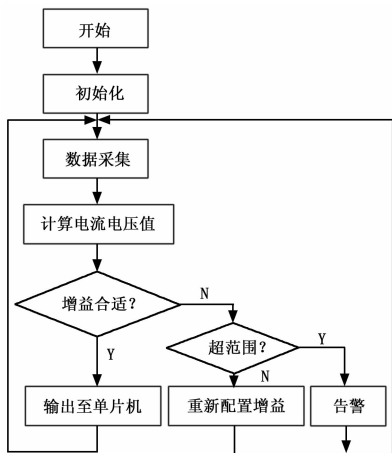 开始
初始化
数据采集
计算电流电压值
增益合适?
N
超范围?
Y
Y
N
输出至单片机
重新配置增益
告警